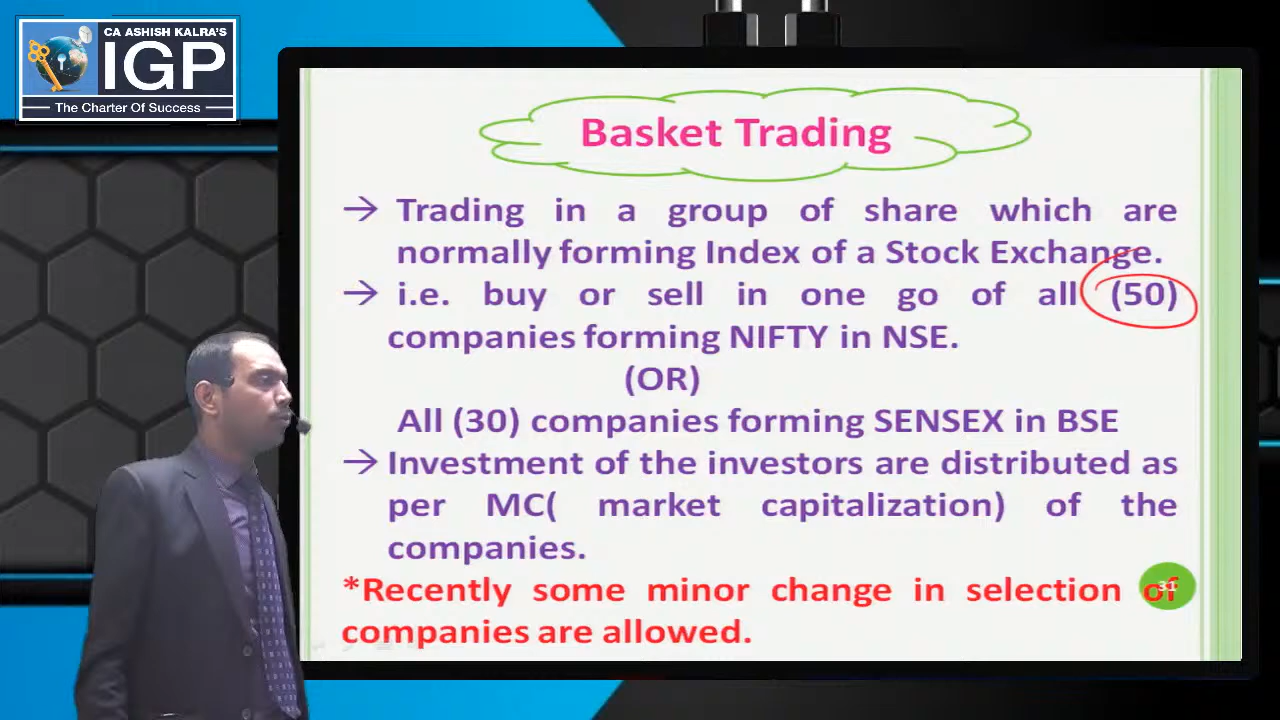 CA ASHISH KALRA'S
IGP
The Charter Of Success
Basket Trading
→ Trading in a group of share which are
normally forming Index of a Stock Exchange.
→ i.e. buy or sell in one go of all (50)
companies forming NIFTY in NSE.
(OR)
All (30) companies forming SENSEX in BSE
→ Investment of the investors are distributed as
per MC( market capitalization) of the
companies.
*Recently some minor change in selection of
companies are allowed.
31